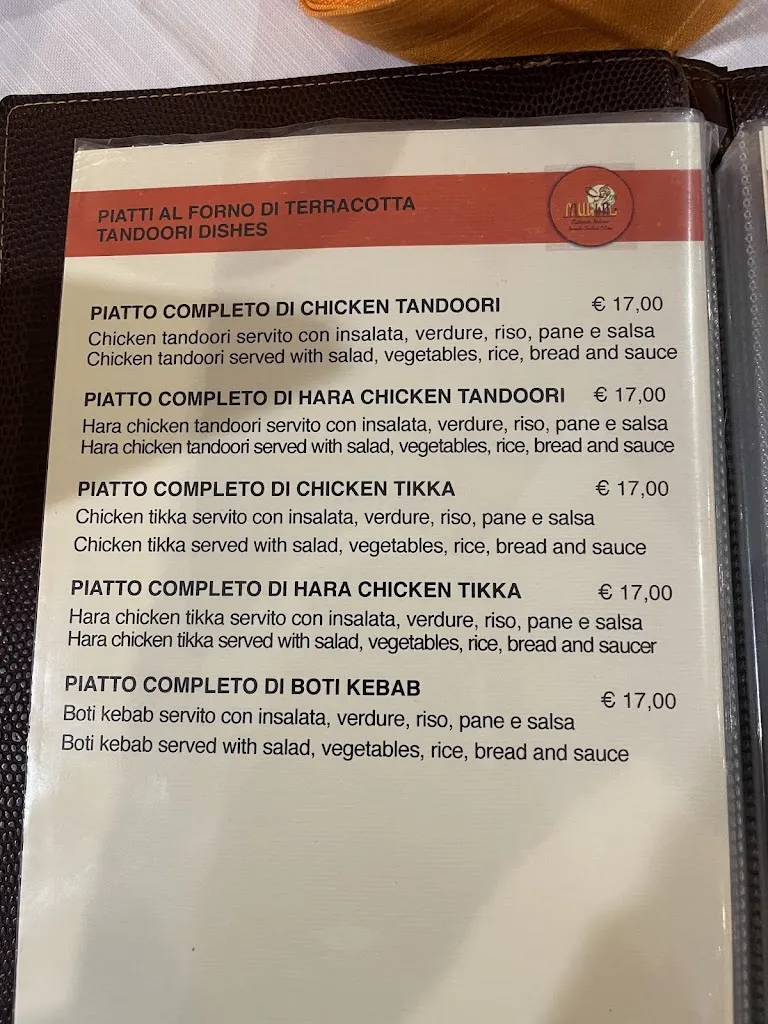 PIATTI AL FORNO DI TERRACOTTA
TANDOORI DISHES
PIATTO COMPLETO DI CHICKEN TANDOORI € 17,00
Chicken tandoori servito con insalata, verdure, riso, pane e salsa
Chicken tandoori served with salad, vegetables, rice, bread and sauce
PIATTO COMPLETO DI HARA CHICKEN TANDOORI € 17,00
Hara chicken tandoori servito con insalata, verdure, riso, pane e salsa
Hara chicken tandoori served with salad, vegetables, rice, bread and sauce
PIATTO COMPLETO DI CHICKEN TIKKA € 17,00
Chicken tikka servito con insalata, verdure, riso, pane e salsa
Chicken tikka served with salad, vegetables, rice, bread and sauce
PIATTO COMPLETO DI HARA CHICKEN TIKKA € 17,00
Hara chicken tikka servito con insalata, verdure, riso, pane e salsa
Hara chicken tikka served with salad, vegetables, rice, bread and saucer
PIATTO COMPLETO DI BOTI KEBAB € 17,00
Boti kebab servito con insalata, verdure, riso, pane e salsa
Boti kebab served with salad, vegetables, rice, bread and sauce